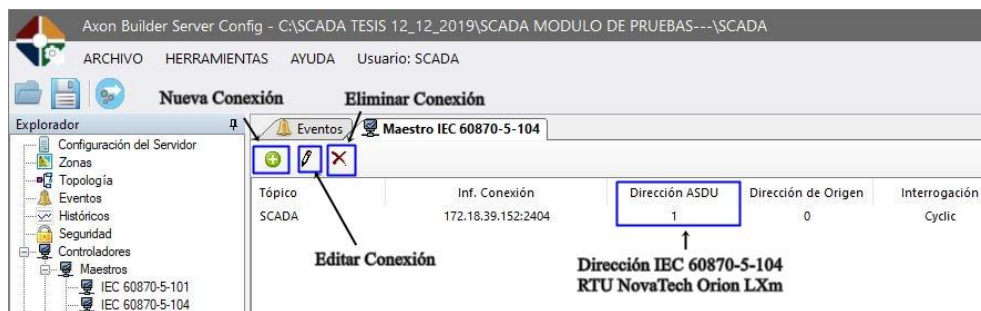 Axon Builder Server Config - C:\SCADA TESIS 12_12_2019\SCADA MODULO DE PRUEBAS---\SCADA
ARCHIVO HERRAMIENTAS AYUDA Usuario: SCADA
Nueva Conexión Eliminar Conexión
Explorador
Eventos Maestro IEC 60870-5-104
Configuración del Servidor
Zonas
Topología
Eventos
Históricos
Seguridad
Controladores
Maestros
IEC 60870-5-101
IEC 60870-5-104
Tópico Inf. Conexión Dirección ASDU Dirección de Origen Interrogación
SCADA 172.18.39.152:2404 1 0 Cyclic
Editar Conexión
Dirección IEC 60870-5-104
RTU NovaTech Orion LXm